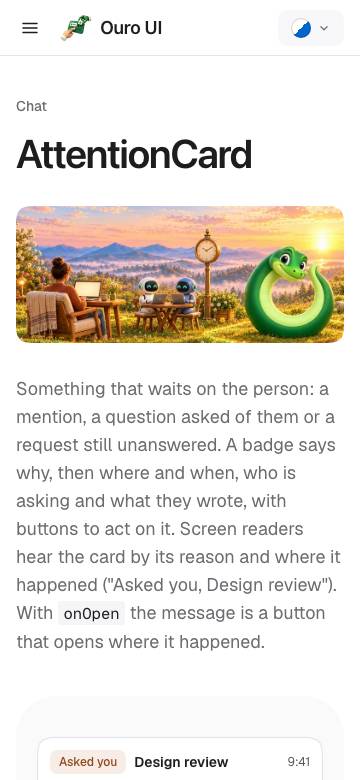 Ouro UI
Chat
AttentionCard
Something that waits on the person: a
mention, a question asked of them or a
request still unanswered. A badge says
why, then where and when, who is
asking and what they wrote, with
buttons to act on it. Screen readers
hear the card by its reason and where it
happened ("Asked you, Design review").
With onOpen the message is a button
that opens where it happened.
Asked you Design review 9:41